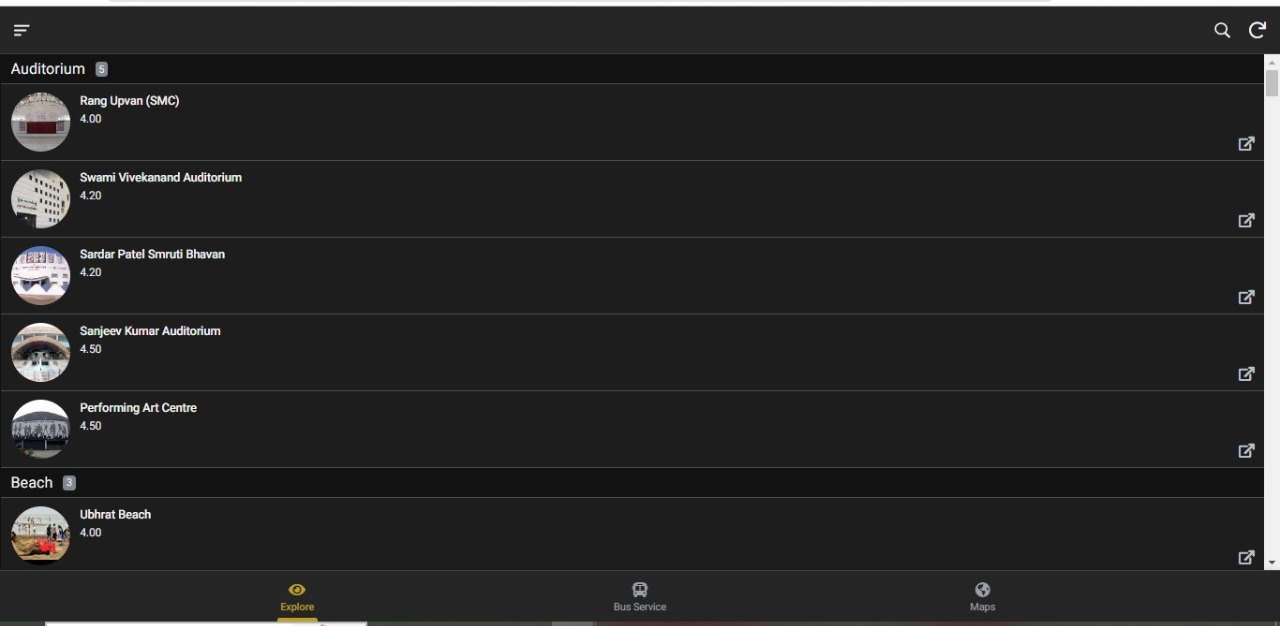 Auditorium 5
Rang Upvan (SMC)
4.00
Swami Vivekanand Auditorium
4.20
Sardar Patel Smruti Bhavan
4.20
Sanjeev Kumar Auditorium
4.50
Performing Art Centre
4.50
Beach 3
Ubhrat Beach
4.00
Explore
Bus Service
Maps